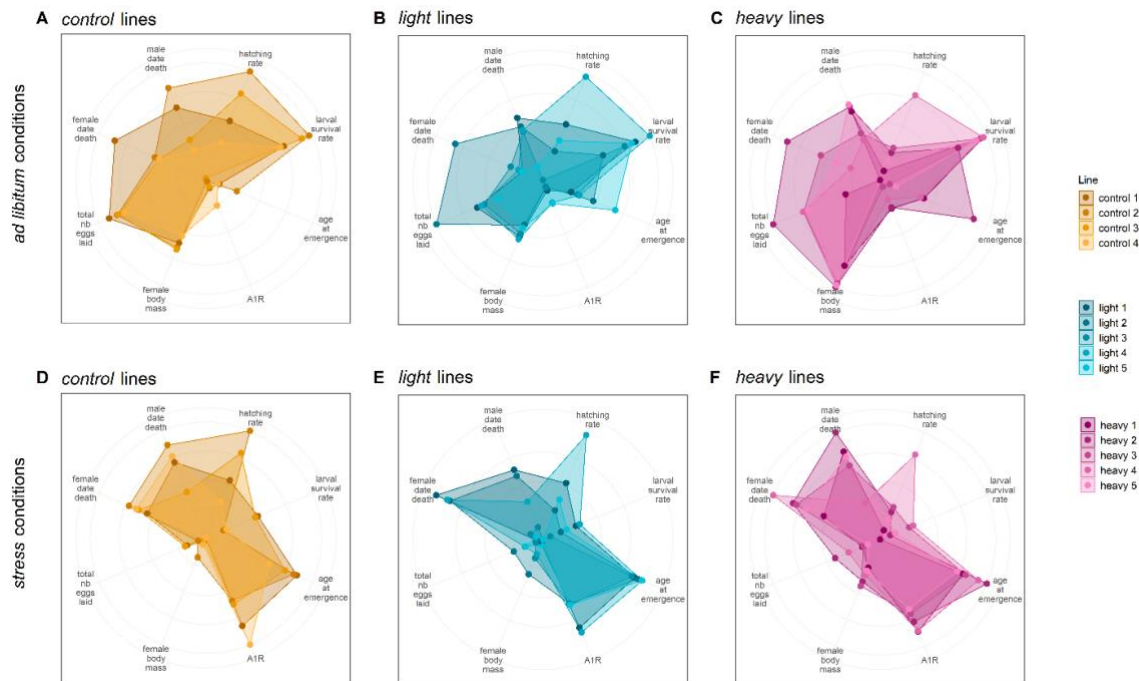 A control lines
B light lines
C heavy lines
ad libitum conditions
male
date
death
hatching
rate
larval
survival
rate
age
at
emergence
A1R
female
body
mass
total
nb
eggs
laid
female
date
death
male
date
death
hatching
rate
larval
survival
rate
age
at
emergence
A1R
female
body
mass
total
nb
eggs
laid
female
date
death
male
date
death
hatching
rate
larval
survival
rate
age
at
emergence
A1R
female
body
mass
total
nb
eggs
laid
female
date
death
Line
control 1
control 2
control 3
control 4
light 1
light 2
light 3
light 4
light 5
heavy 1
heavy 2
heavy 3
heavy 4
heavy 5
D control lines
E light lines
F heavy lines
stress conditions
male
date
death
hatching
rate
larval
survival
rate
age
at
emergence
A1R
female
body
mass
total
nb
eggs
laid
female
date
death
male
date
death
hatching
rate
larval
survival
rate
age
at
emergence
A1R
female
body
mass
total
nb
eggs
laid
female
date
death
male
date
death
hatching
rate
larval
survival
rate
age
at
emergence
A1R
female
body
mass
total
nb
eggs
laid
female
date
death